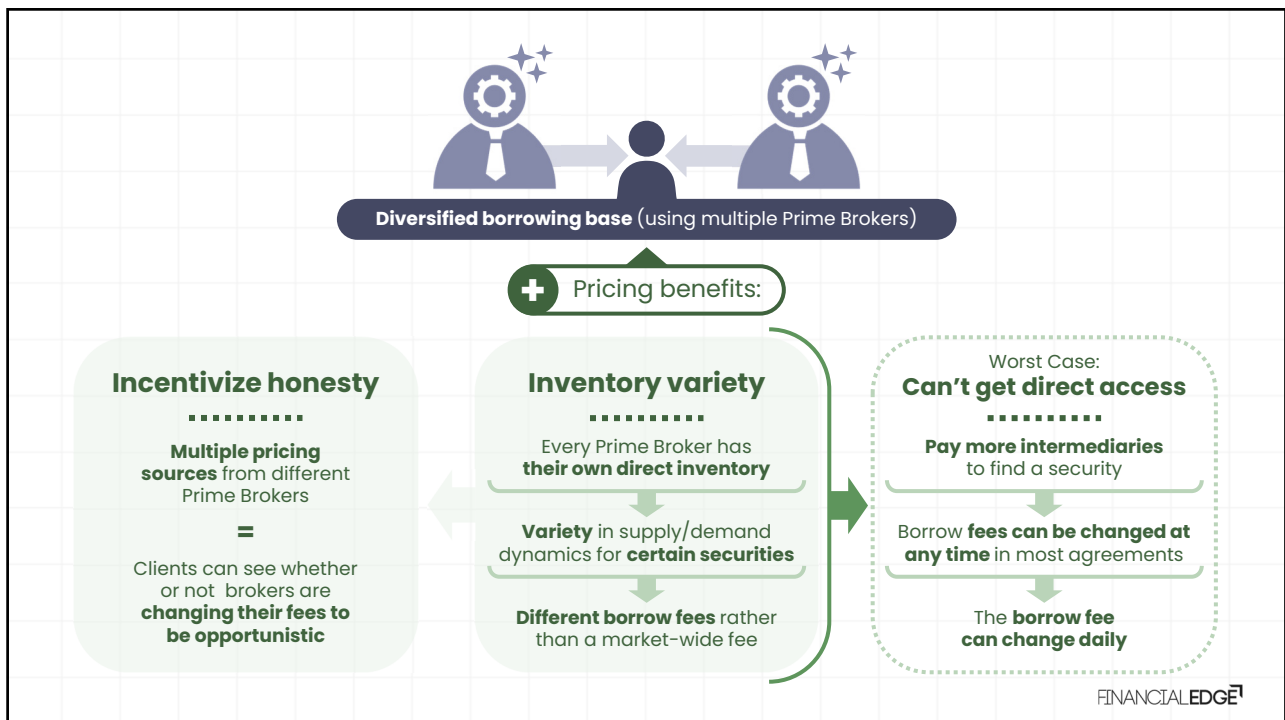 Diversified borrowing base (using multiple Prime Brokers)
Pricing benefits:
Incentivize honesty
Multiple pricing
sources from different
Prime Brokers
=
Clients can see whether
or not brokers are
changing their fees to
be opportunistic
Inventory variety
Every Prime Broker has
their own direct inventory
Variety in supply/demand
dynamics for certain securities
Different borrow fees rather
than a market-wide fee
Worst Case:
Can't get direct access
Pay more intermediaries
to find a security
Borrow fees can be changed at
any time in most agreements
The borrow fee
can change daily
FINANCIALEDGE